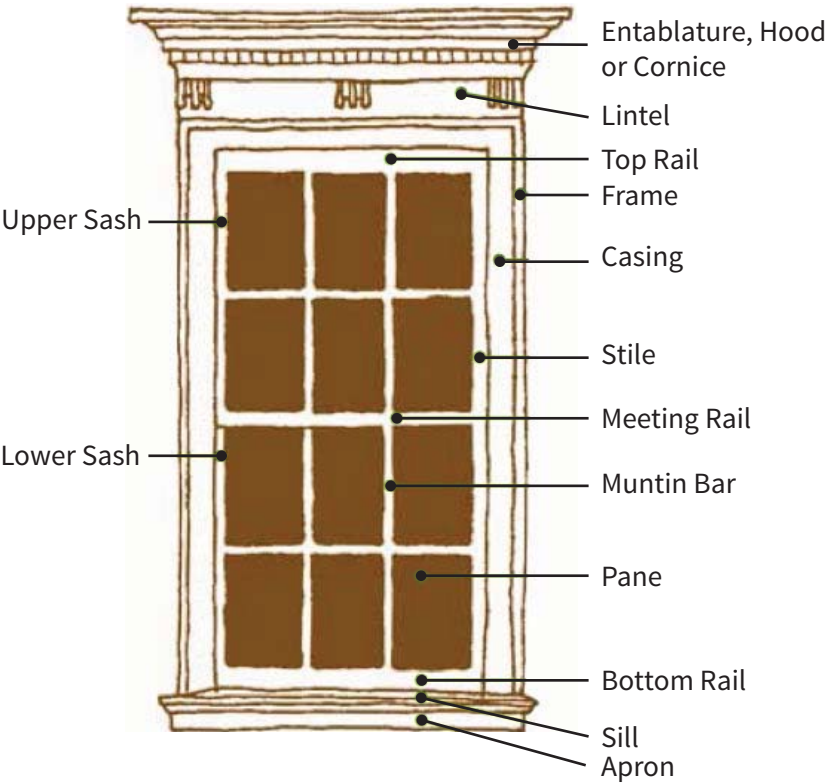 Entablature, Hood
or Cornice
Lintel
Top Rail
Frame
Upper Sash
Casing
Stile
Meeting Rail
Lower Sash
Muntin Bar
Pane
Bottom Rail
Sill
Apron